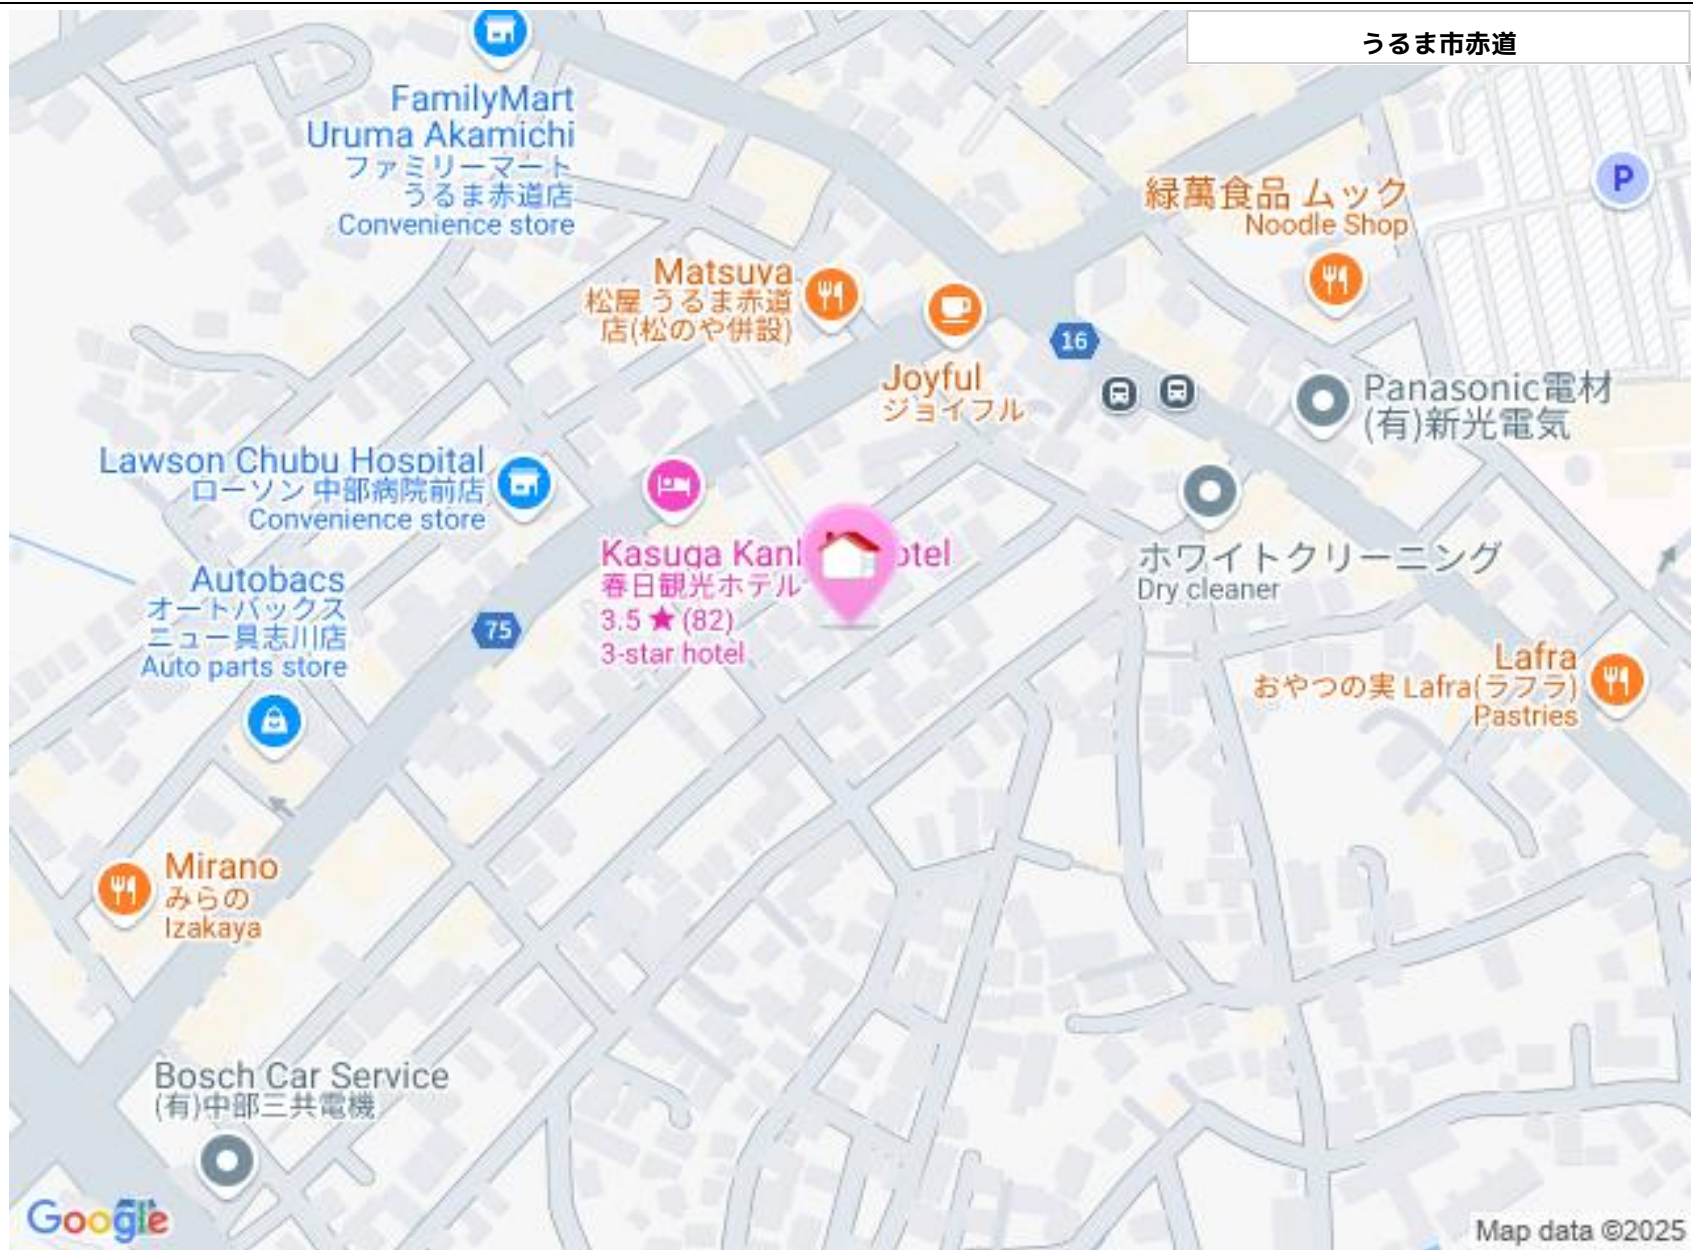 うるま市赤道
FamilyMart
Uruma Akamichi
ファミリーマート
うるま赤道店
Convenience store
P
緑萬食品 ムック
Noodle Shop
Matsuya
松屋 うるま赤道
店(松のや併設)
16
Joyful
ジョイフル
Panasonic電材
(有)新光電気
Lawson Chubu Hospital
ローソン 中部病院前店
Convenience store
Kasuga Kan
otel
春日観光ホテル
3.5 ★ (82)
3-star hotel
ホワイトクリーニング
Dry cleaner
Autobacs
オートバックス
ニュー具志川店
Auto parts store
75
Lafra
おやつの実 Lafra(ラフラ)
Pastries
Mirano
みらの
Izakaya
Bosch Car Service
(有)中部三共電機
Google
Map data ©2025